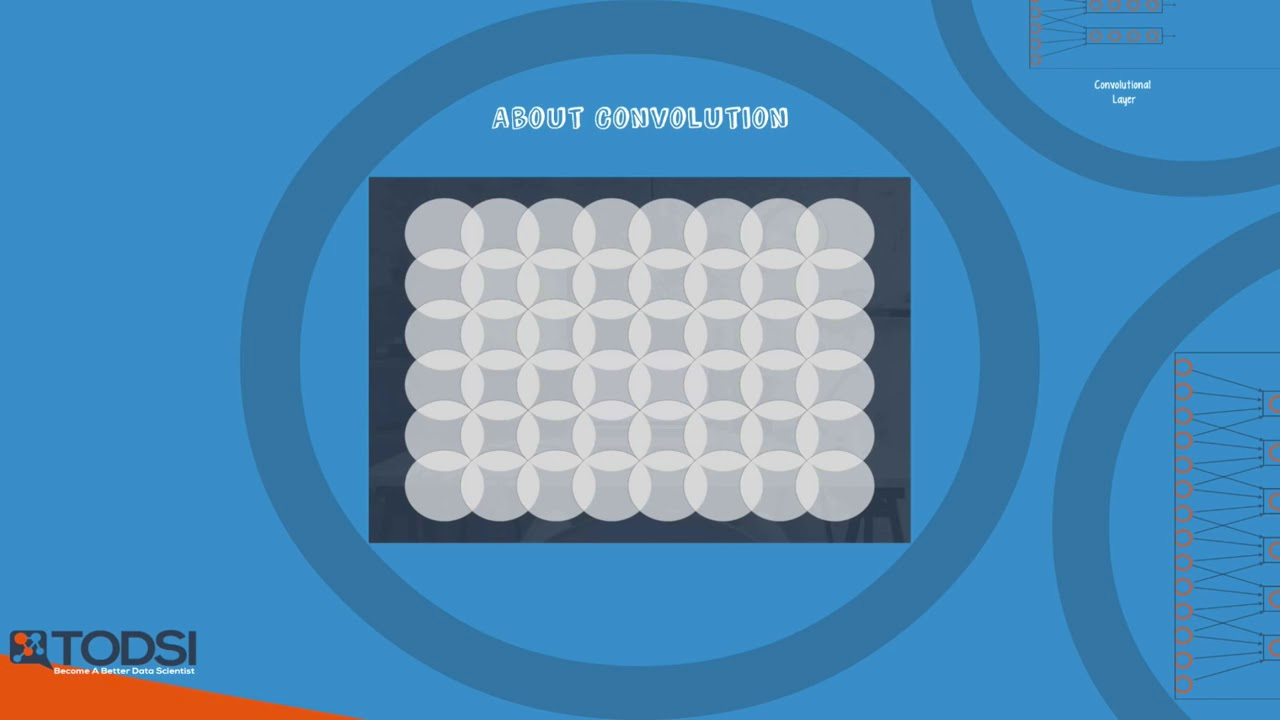 ABOUT CONVOLUTION
Convolutional
Layer
TODSI
Become A Better Data Scientist